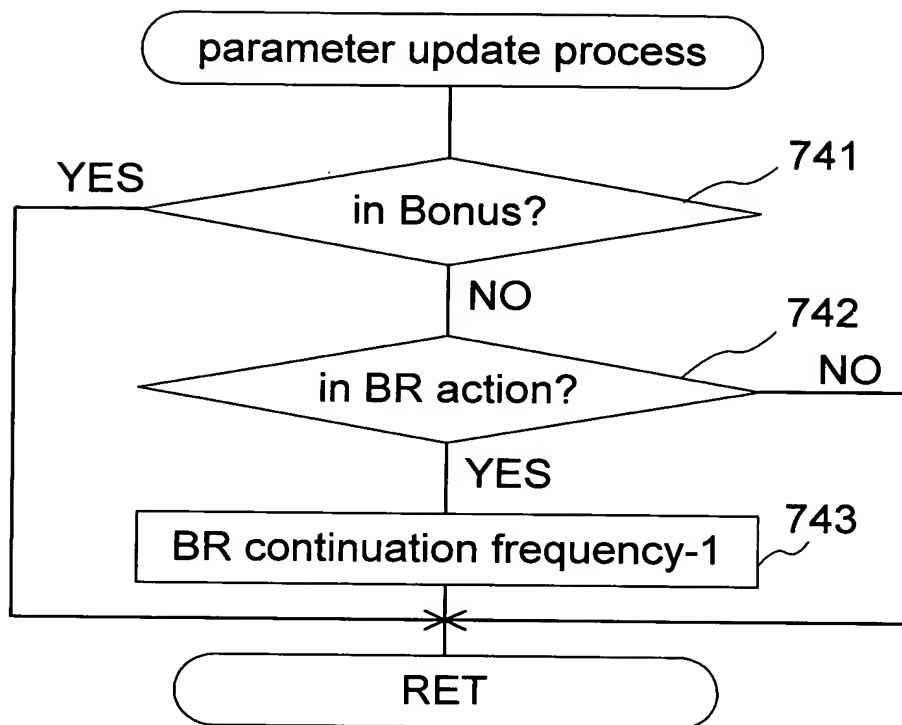 parameter update process
741
YES
in Bonus?
NO
742
in BR action?
NO
YES
743
BR continuation frequency-1
RET